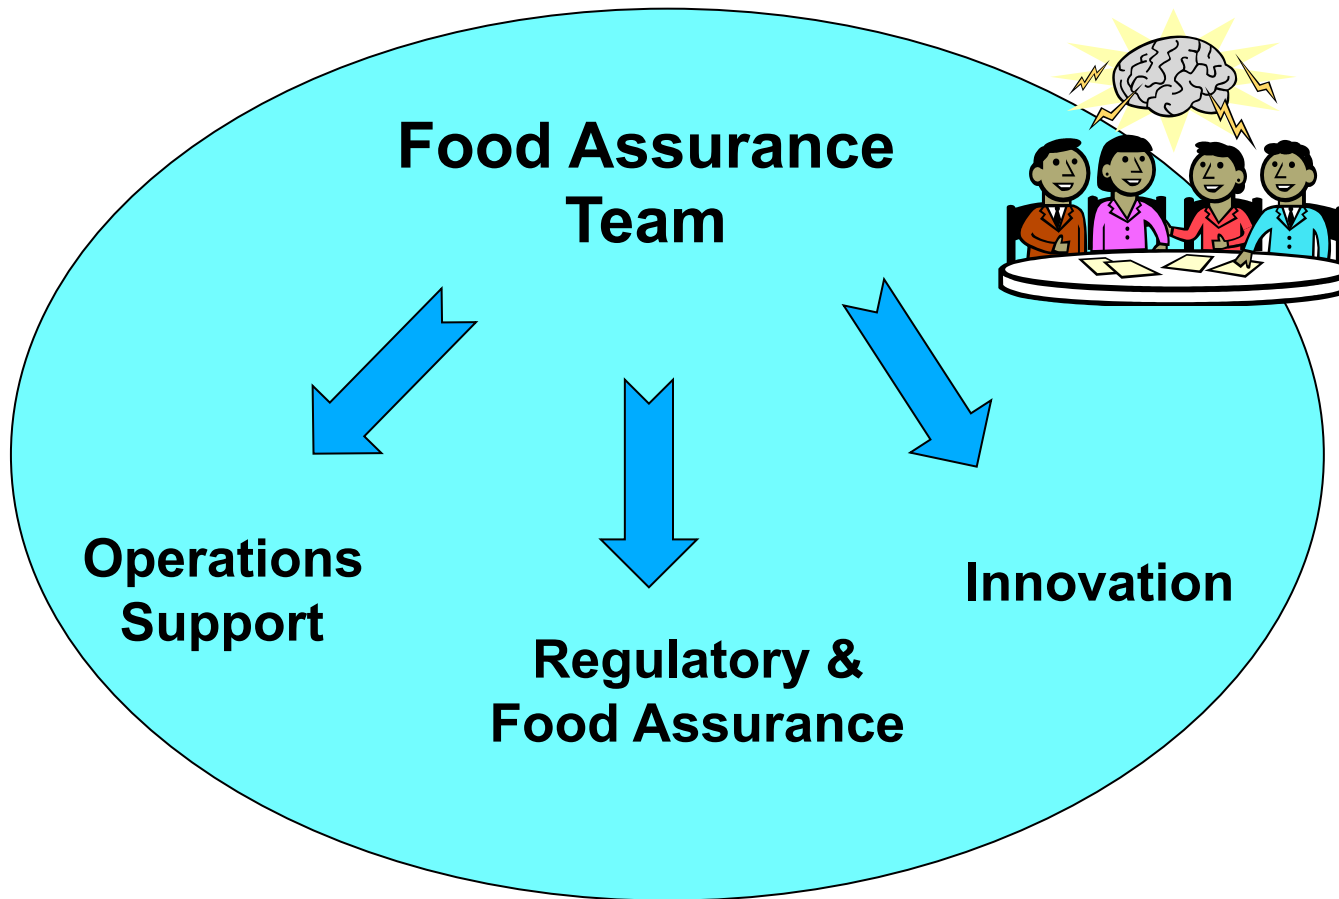 Food Assurance
Team
Operations
Support
Innovation
Regulatory &
Food Assurance